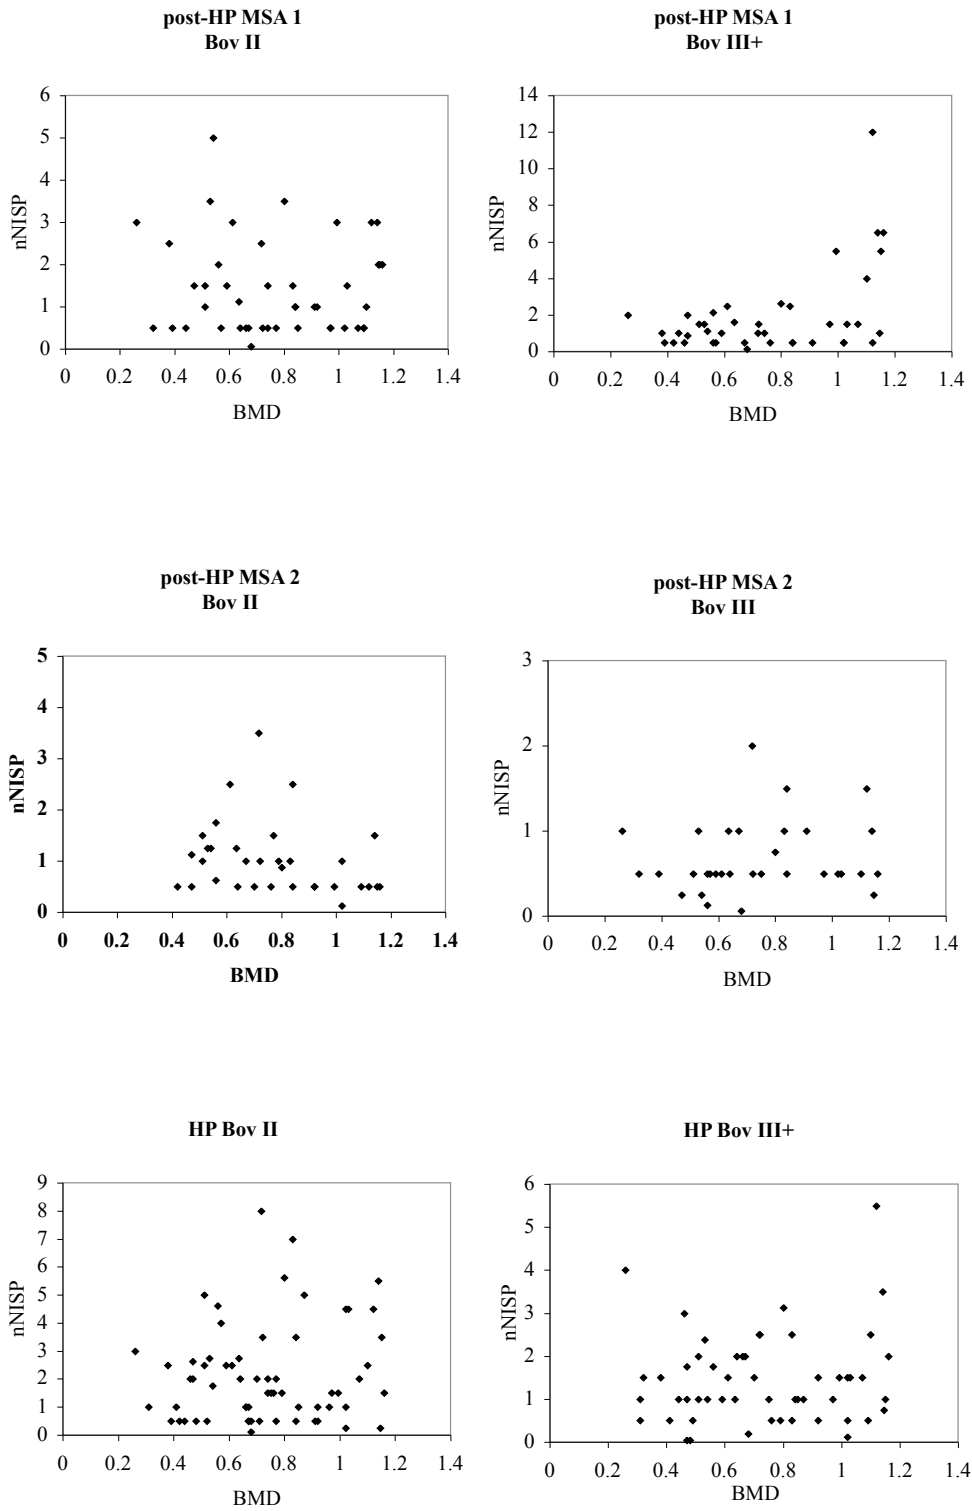 post-HP MSA 1
Bov II
6
5
4
3
2
1
0
nNISP
0 0.2 0.4 0.6 0.8 1 1.2 1.4
BMD
post-HP MSA 1
Bov III+
14
12
10
8
6
4
2
0
nNISP
0 0.2 0.4 0.6 0.8 1 1.2 1.4
BMD
post-HP MSA 2
Bov II
5
4
3
2
1
0
nNISP
0 0.2 0.4 0.6 0.8 1 1.2 1.4
BMD
post-HP MSA 2
Bov III
3
2
1
0
nNISP
0 0.2 0.4 0.6 0.8 1 1.2 1.4
BMD
HP Bov II
9
8
7
6
5
4
3
2
1
0
nNISP
0 0.2 0.4 0.6 0.8 1 1.2 1.4
BMD
HP Bov III+
6
5
4
3
2
1
0
nNISP
0 0.2 0.4 0.6 0.8 1 1.2 1.4
BMD